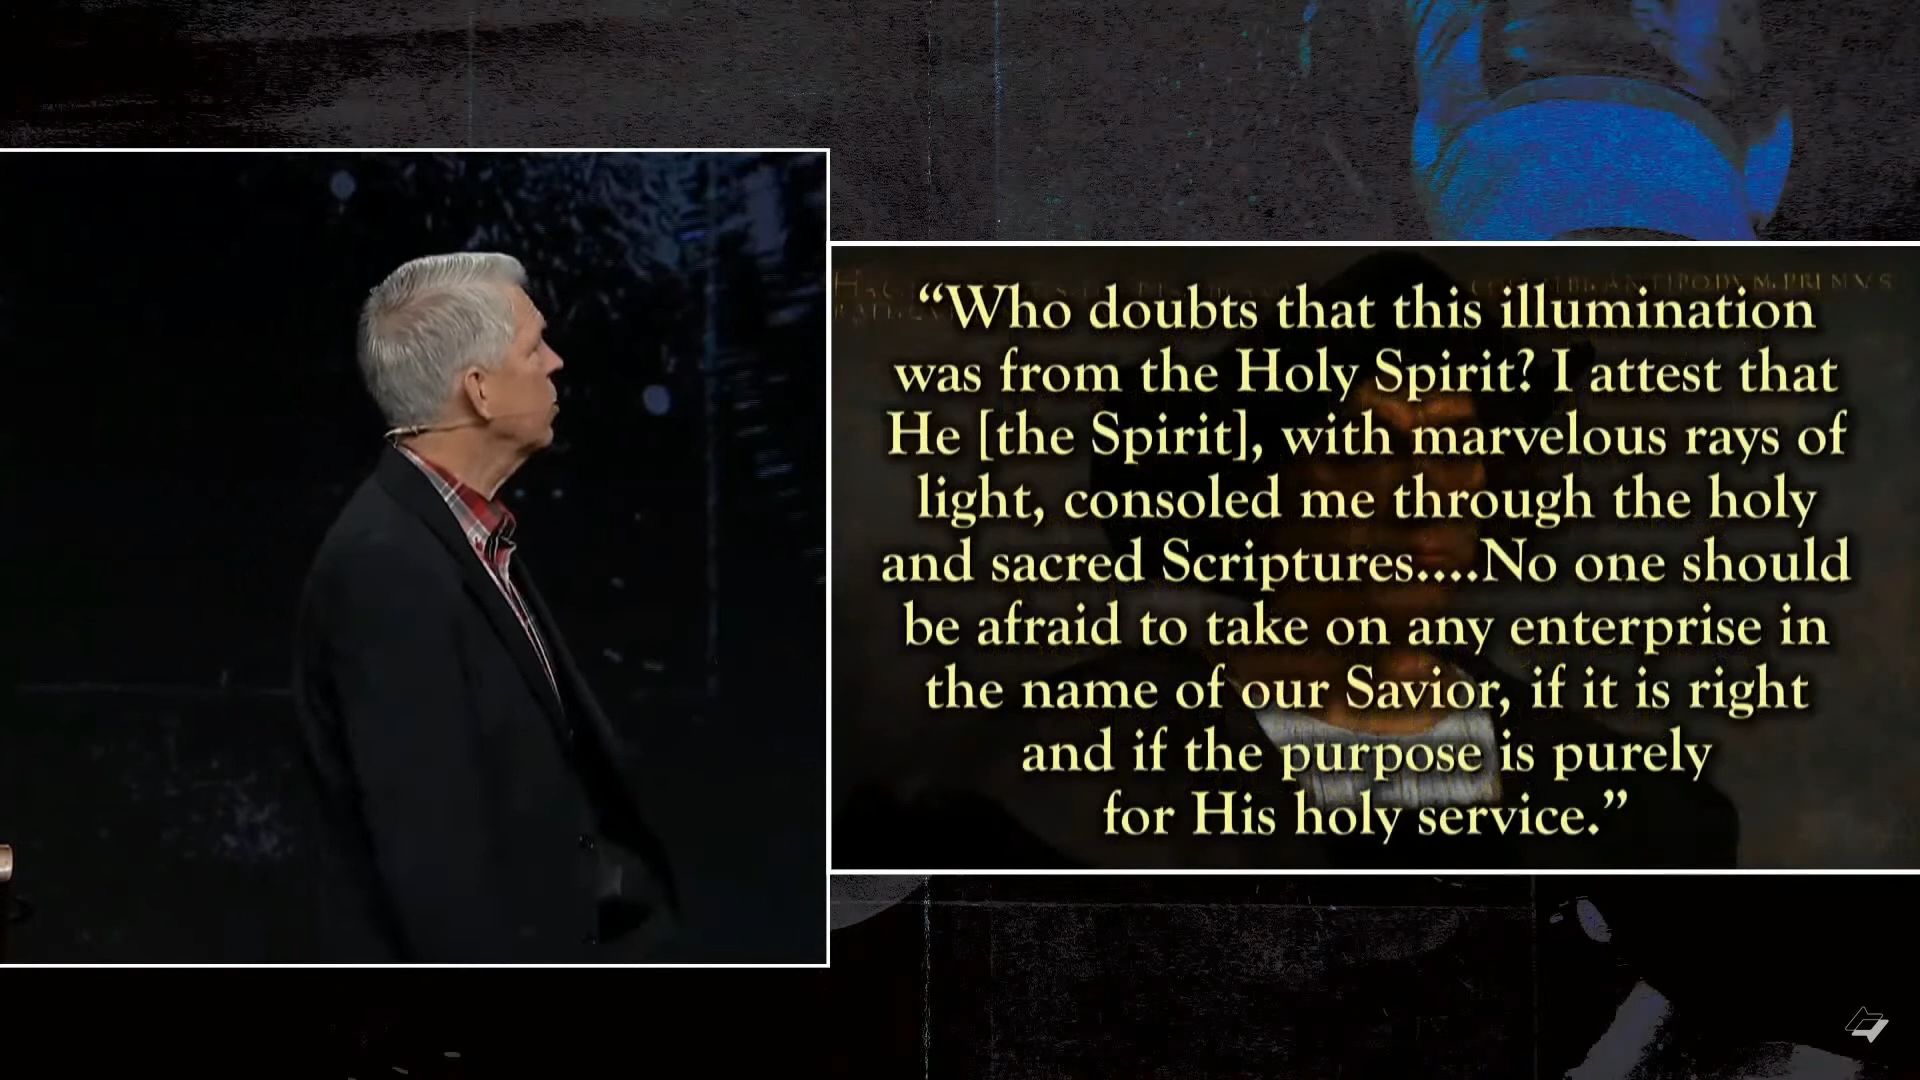 “Who doubts that this illumination
was from the Holy Spirit? I attest that
He [the Spirit], with marvelous rays of
light, consoled me through the holy
and sacred Scriptures....No one should
be afraid to take on any enterprise in
the name of our Savior, if it is right
and if the purpose is purely
for His holy service.”